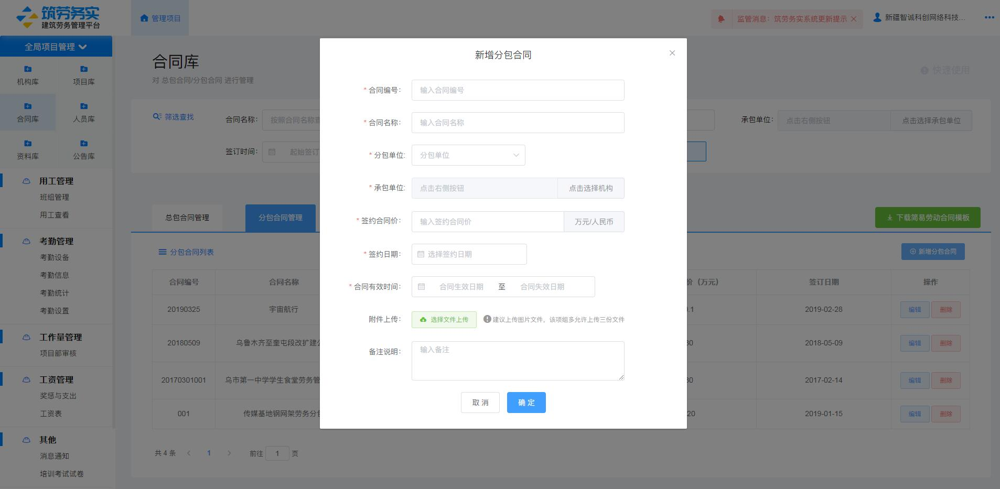 筑劳务实
建筑劳务管理平台
管理项目
监管消息：筑劳务实系统更新提示
新疆智诚科创网络科技...
全局项目管理
机构库
项目库
合同库
人员库
资料库
公告库
用工管理
班组管理
用工查看
考勤管理
考勤设备
考勤信息
考勤统计
考勤设置
工作量管理
项目部审核
工资管理
奖惩与支出
工资表
其他
消息通知
培训考试试卷
合同库
对 总包合同/分包合同 进行管理
快速使用
筛选查找
合同名称：
按照合同名称
承包单位：
点击右侧按钮
点击选择承包单位
签订时间：
起始签订
总包合同管理
分包合同管理
下载简易劳动合同模板
分包合同列表
新增分包合同
合同编号 合同名称 价（万元） 签订日期 操作
20190325 宇宙航行 .1 2019-02-28 编辑 删除
20180509 乌鲁木齐至奎屯段改扩建 30 2018-05-09 编辑 删除
20170301001 乌市第一中学学生食堂劳务管 30 2017-02-14 编辑 删除
001 传媒基地钢网架劳务分包 20 2019-01-15 编辑 删除
共 4 条 1 前往 1 页
新增分包合同
* 合同编号：
输入合同编号
* 合同名称：
输入合同名称
* 分包单位:
分包单位
* 承包单位:
点击右侧按钮
点击选择机构
* 签约合同价：
输入签约合同价
万元/人民币
* 签约日期：
选择签约日期
* 合同有效时间：
合同生效日期 至 合同失效日期
附件上传：
选择文件上传
建议上传图片文件，该项组多允许上传三份文件
备注说明：
输入备注
取 消
确 定